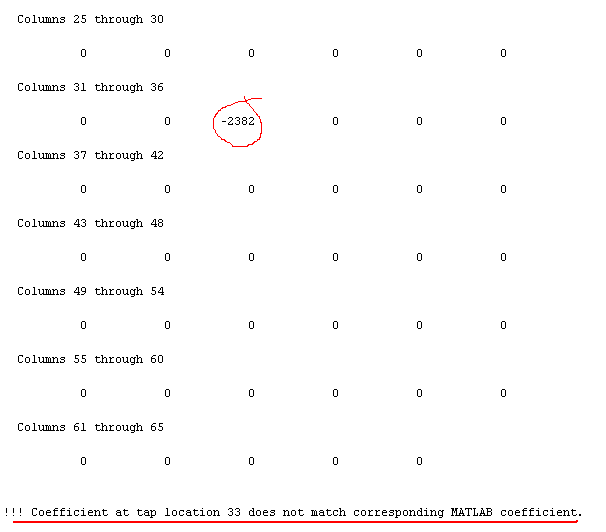 Columns 25 through 30
0 0 0 0 0 0
Columns 31 through 36
0 0 -2382 0 0 0
Columns 37 through 42
0 0 0 0 0 0
Columns 43 through 48
0 0 0 0 0 0
Columns 49 through 54
0 0 0 0 0 0
Columns 55 through 60
0 0 0 0 0 0
Columns 61 through 65
0 0 0 0 0
!!! Coefficient at tap location 33 does not match corresponding MATLAB coefficient.